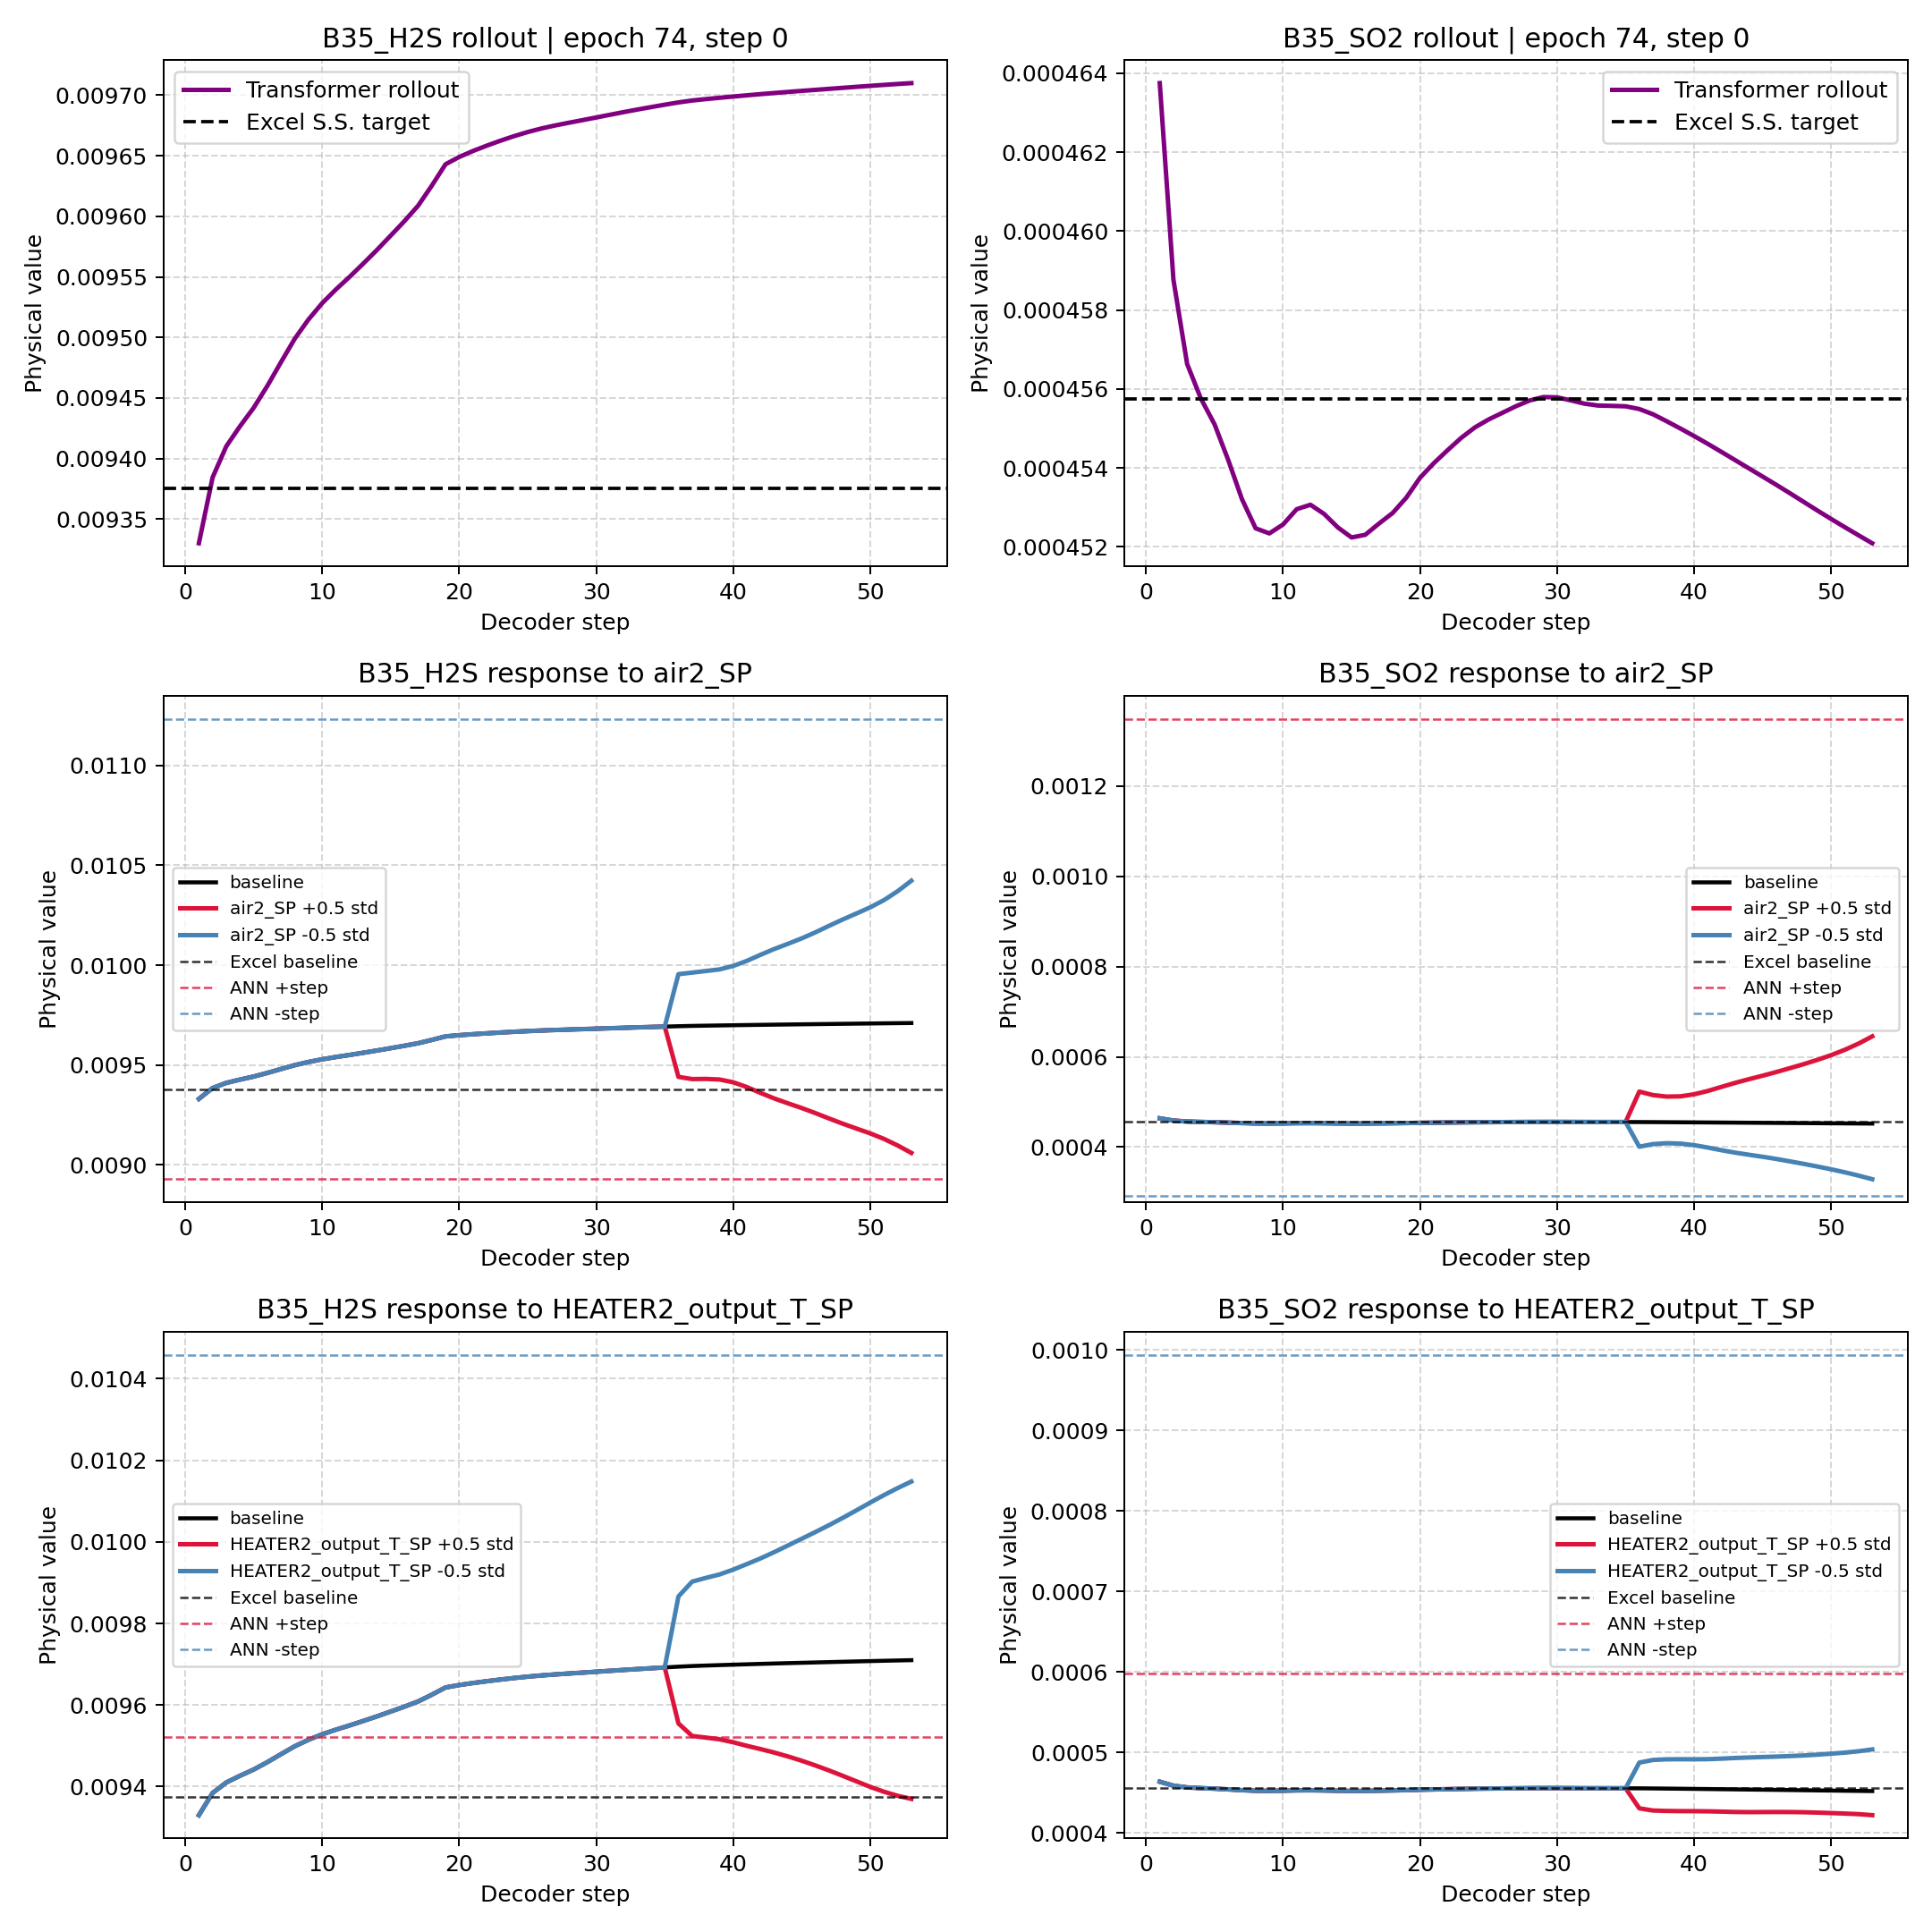 B35_H2S rollout | epoch 74, step 0
Physical value
0.00970
0.00965
0.00960
0.00955
0.00950
0.00945
0.00940
0.00935
Transformer rollout
Excel S.S. target
0 10 20 30 40 50
Decoder step
B35_SO2 rollout | epoch 74, step 0
Physical value
0.000464
0.000462
0.000460
0.000458
0.000456
0.000454
0.000452
Transformer rollout
Excel S.S. target
0 10 20 30 40 50
Decoder step
B35_H2S response to air2_SP
Physical value
0.0110
0.0105
0.0100
0.0095
0.0090
baseline
air2_SP +0.5 std
air2_SP -0.5 std
Excel baseline
ANN +step
ANN -step
0 10 20 30 40 50
Decoder step
B35_SO2 response to air2_SP
Physical value
0.0012
0.0010
0.0008
0.0006
0.0004
baseline
air2_SP +0.5 std
air2_SP -0.5 std
Excel baseline
ANN +step
ANN -step
0 10 20 30 40 50
Decoder step
B35_H2S response to HEATER2_output_T_SP
Physical value
0.0104
0.0102
0.0100
0.0098
0.0096
0.0094
baseline
HEATER2_output_T_SP +0.5 std
HEATER2_output_T_SP -0.5 std
Excel baseline
ANN +step
ANN -step
0 10 20 30 40 50
Decoder step
B35_SO2 response to HEATER2_output_T_SP
Physical value
0.0010
0.0009
0.0008
0.0007
0.0006
0.0005
0.0004
baseline
HEATER2_output_T_SP +0.5 std
HEATER2_output_T_SP -0.5 std
Excel baseline
ANN +step
ANN -step
0 10 20 30 40 50
Decoder step